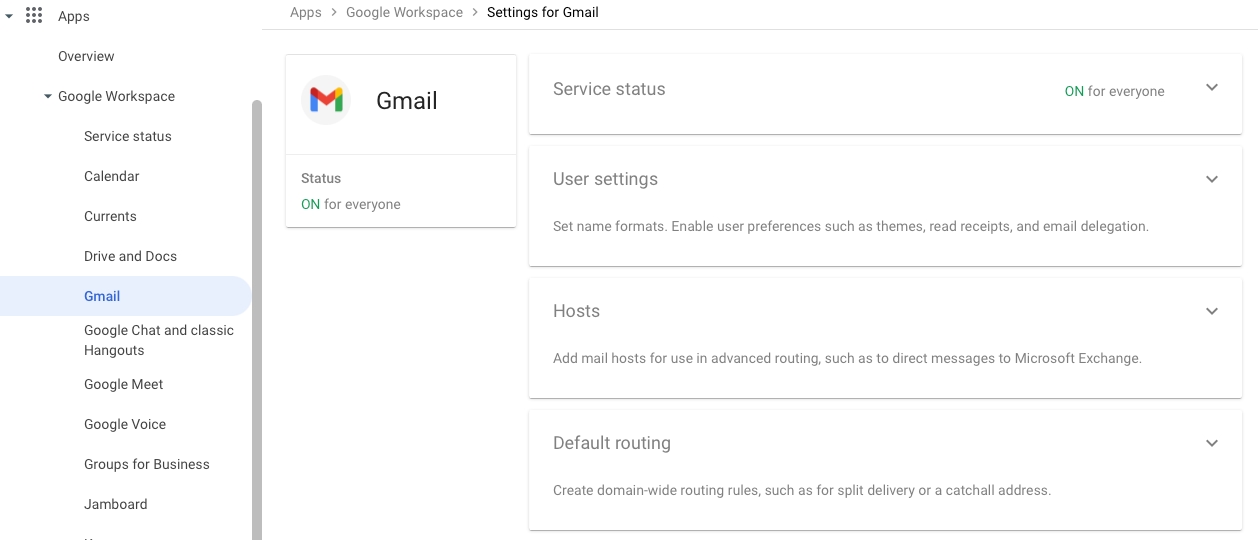 Apps
Overview
Google Workspace
Service status
Calendar
Currents
Drive and Docs
Gmail
Google Chat and classic
Hangouts
Google Meet
Google Voice
Groups for Business
Jamboard
Apps > Google Workspace > Settings for Gmail
Gmail
Status
ON for everyone
Service status ON for everyone
User settings
Set name formats. Enable user preferences such as themes, read receipts, and email delegation.
Hosts
Add mail hosts for use in advanced routing, such as to direct messages to Microsoft Exchange.
Default routing
Create domain-wide routing rules, such as for split delivery or a catchall address.